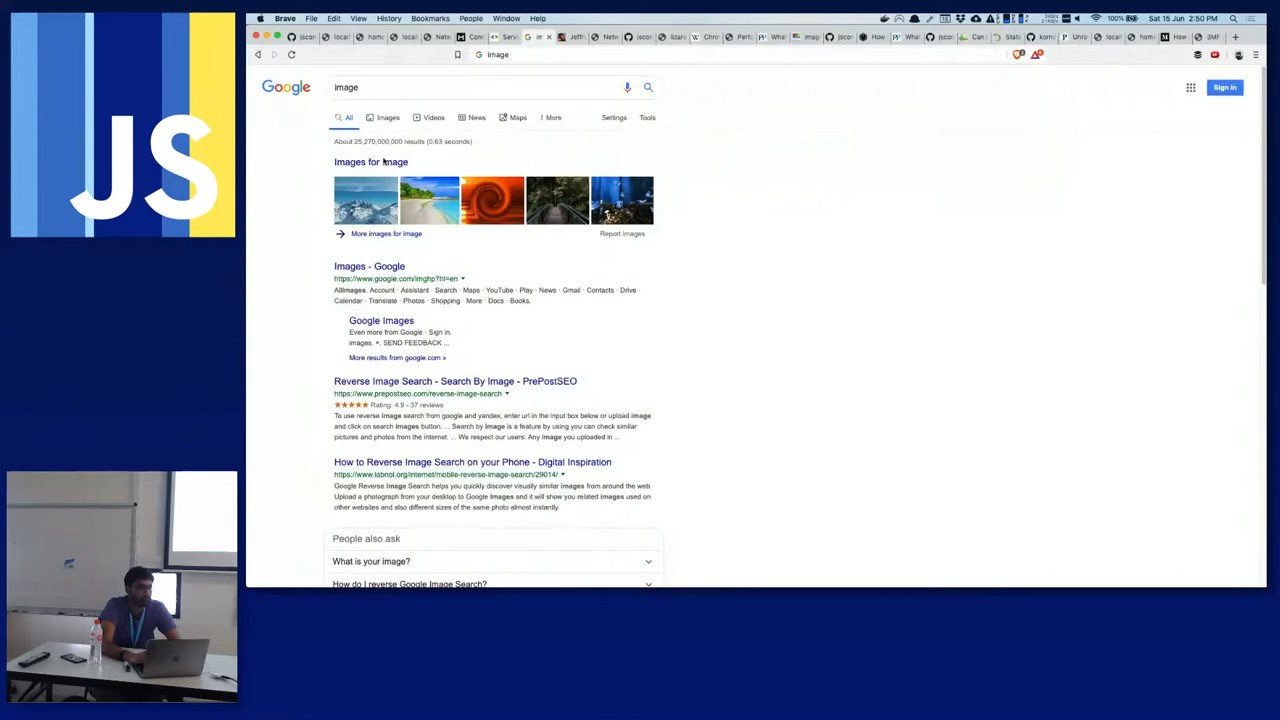 JS
Brave File Edit View History Bookmarks People Window Help
100% Sat 15 Jun 2:50 PM
image
Google
image
Sign in
All Images Videos News Maps More Settings Tools
About 25,270,000,000 results (0.63 seconds)
Images for image
More images for image
Report images
Images - Google
https://www.google.com/imghp?hl=en
AllImages. Account · Assistant · Search · Maps · YouTube · Play · News · Gmail · Contacts · Drive ·
Calendar · Translate · Photos · Shopping · More · Docs · Books.
Google Images
Even more from Google · Sign in.
images. ×. SEND FEEDBACK ...
More results from google.com »
Reverse Image Search - Search By Image - PrePostSEO
https://www.prepostseo.com/reverse-image-search
Rating: 4.9 - 37 reviews
To use reverse image search from google and yandex, enter url in the input box below or upload image
and click on search images button. ... Search by Image is a feature by using you can check similar
pictures and photos from the internet. ... We respect our users: Any image you uploaded in ...
How to Reverse Image Search on your Phone - Digital Inspiration
https://www.labnol.org/internet/mobile-reverse-image-search/29014/
Google Reverse Image Search helps you quickly discover visually similar images from around the web.
Upload a photograph from your desktop to Google Images and it will show you related images used on
other websites and also different sizes of the same photo almost instantly.
People also ask
What is your image?
How do I reverse Google Image Search?